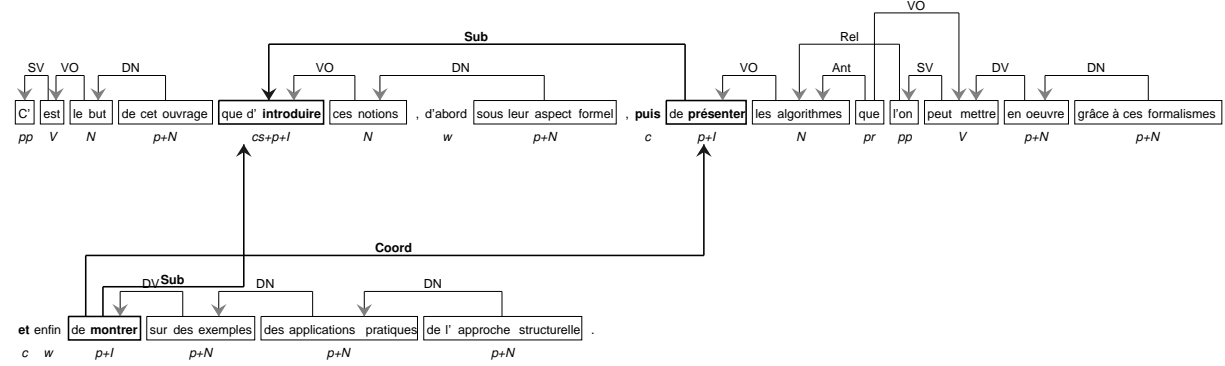 VO
Sub Rel
SV VO DN VO DN VO Ant SV DV DN
C' est le but de cet ouvrage que d' introduire ces notions , d'abord sous leur aspect formel , puis de présenter les algorithmes que l'on peut mettre en oeuvre grâce à ces formalismes
pp V N p+N cs+p+I N w p+N c p+I N pr pp V p+N p+N
Coord
DV Sub DN DN
et enfin de montrer sur des exemples des applications pratiques de l' approche structurelle .
c w p+I p+N p+N p+N